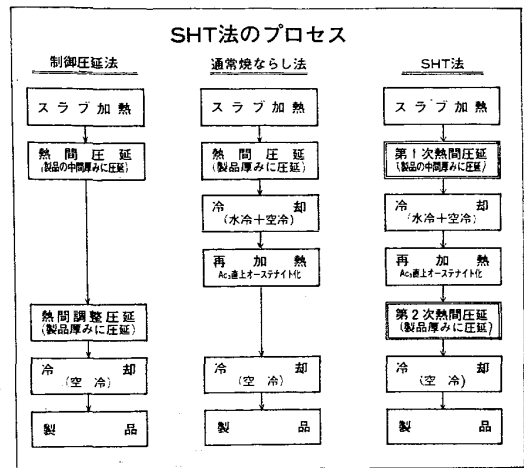 SHT法のプロセス
制御圧延法
スラブ加熱
熱間圧延
(製品の中間厚みに圧延)
熱間調整圧延
(製品厚みに圧延)
冷却
(空冷)
製品
通常焼ならし法
スラブ加熱
熱間圧延
(製品厚みに圧延)
冷却
(水冷+空冷)
再加熱
Ac₃直上オーステナイト化
冷却
(空冷)
製品
SHT法
スラブ加熱
第1次熱間圧延
(製品の中間厚みに圧延)
冷却
(水冷+空冷)
再加熱
Ac₃直上オーステナイト化
第2次熱間圧延
(製品厚みに圧延)
冷却
(空冷)
製品